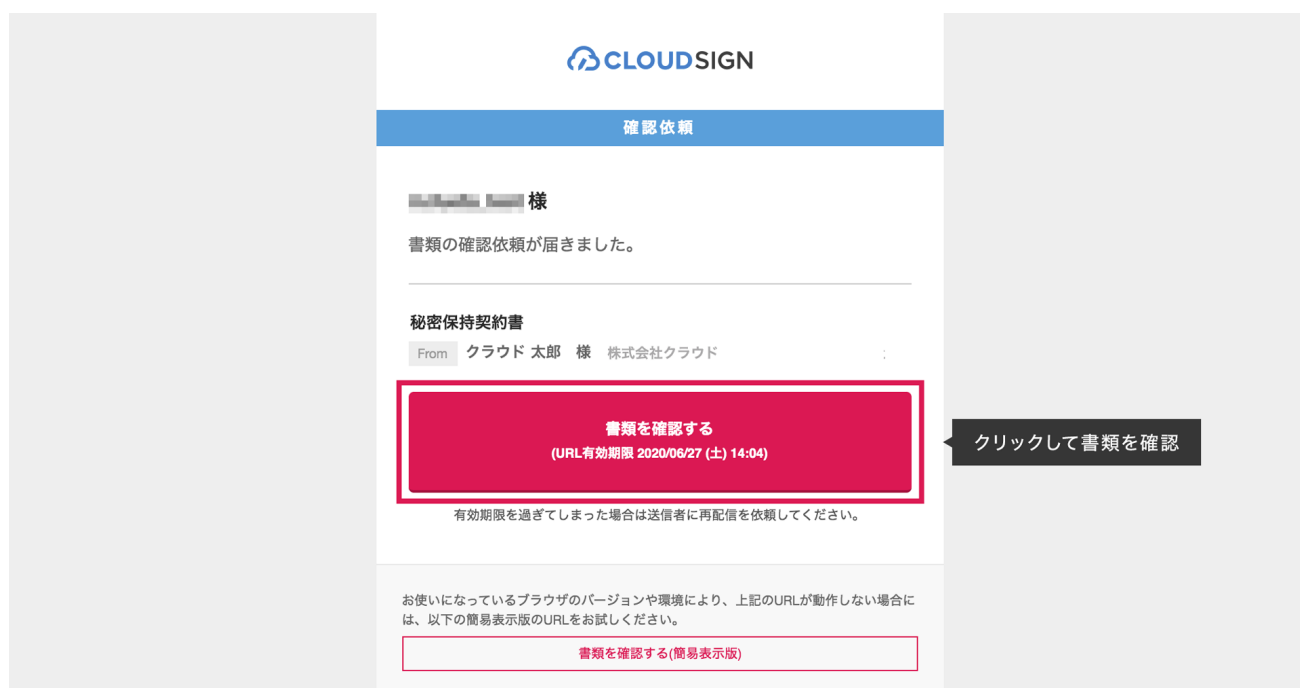 CLOUDSIGN
確認依頼
様
書類の確認依頼が届きました。
秘密保持契約書
From クラウド 太郎 様 株式会社クラウド
書類を確認する
(URL有効期限 2020/06/27 (土) 14:04)
クリックして書類を確認
有効期限を過ぎてしまった場合は送信者に再配信を依頼してください。
お使いになっているブラウザのバージョンや環境により、上記のURLが動作しない場合に
は、以下の簡易表示版のURLをお試しください。
書類を確認する(簡易表示版)